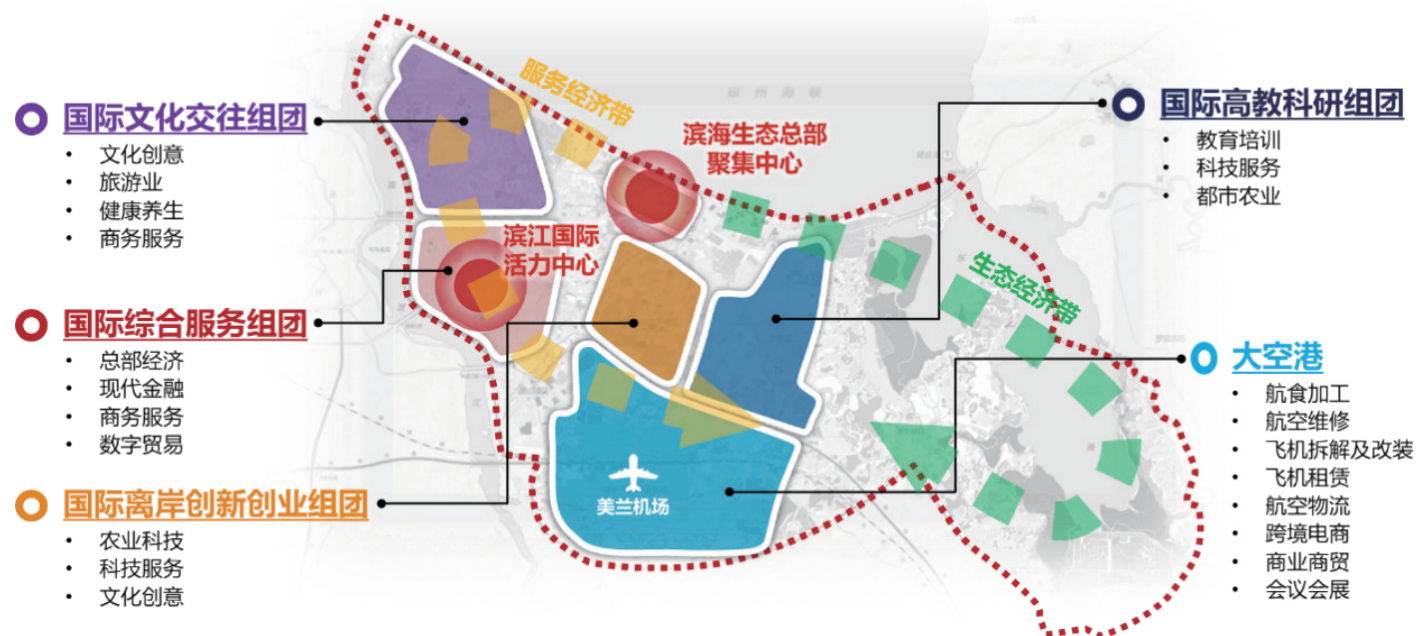 国际文化交往组团
• 文化创意
• 旅游业
• 健康养生
• 商务服务
国际综合服务组团
• 总部经济
• 现代金融
• 商务服务
• 数字贸易
国际离岸创新创业组团
• 农业科技
• 科技服务
• 文化创意
服务经济带
琼州海峡
滨海生态总部
聚集中心
滨江国际
活力中心
生态经济带
美兰机场
国际高教科研组团
• 教育培训
• 科技服务
• 都市农业
大空港
• 航食加工
• 航空维修
• 飞机拆解及改装
• 飞机租赁
• 航空物流
• 跨境电商
• 商业商贸
• 会议会展